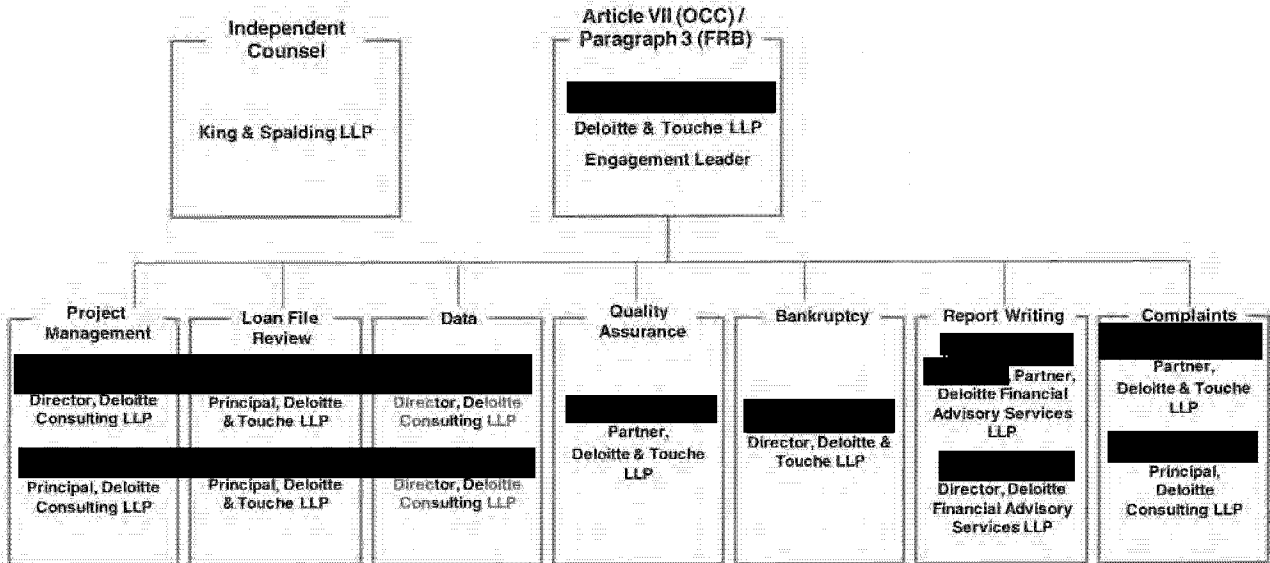 Independent
Counsel
King & Spalding LLP
Article VII (OCC) /
Paragraph 3 (FRB)
Deloitte & Touche LLP
Engagement Leader
Project
Management
Director, Deloitte
Consulting LLP
Principal, Deloitte
Consulting LLP
Loan File
Review
Principal, Deloitte
& Touche LLP
Principal, Deloitte
& Touche LLP
Data
Director, Deloitte
Consulting LLP
Director, Deloitte
Consulting LLP
Quality
Assurance
Partner,
Deloitte & Touche
LLP
Bankruptcy
Director, Deloitte &
Touche LLP
Report Writing
, Partner,
Deloitte Financial
Advisory Services
LLP
Director, Deloitte
Financial Advisory
Services LLP
Complaints
Partner,
Deloitte & Touche
LLP
Principal,
Deloitte
Consulting LLP